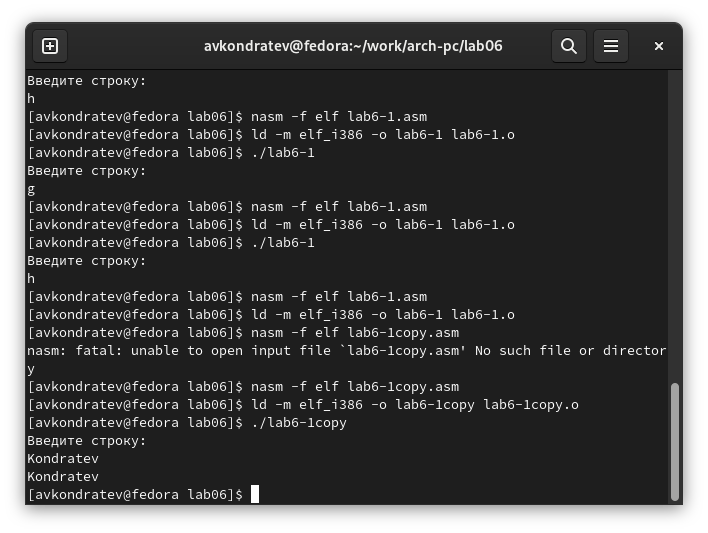 avkondratev@fedora:~/work/arch-pc/lab06
Введите строку:
h
[avkondratev@fedora lab06]$ nasm -f elf lab6-1.asm
[avkondratev@fedora lab06]$ ld -m elf_i386 -o lab6-1 lab6-1.o
[avkondratev@fedora lab06]$ ./lab6-1
Введите строку:
g
[avkondratev@fedora lab06]$ nasm -f elf lab6-1.asm
[avkondratev@fedora lab06]$ ld -m elf_i386 -o lab6-1 lab6-1.o
[avkondratev@fedora lab06]$ ./lab6-1
Введите строку:
h
[avkondratev@fedora lab06]$ nasm -f elf lab6-1.asm
[avkondratev@fedora lab06]$ ld -m elf_i386 -o lab6-1 lab6-1.o
[avkondratev@fedora lab06]$ nasm -f elf lab6-1copy.asm
nasm: fatal: unable to open input file `lab6-1copy.asm' No such file or director
y
[avkondratev@fedora lab06]$ nasm -f elf lab6-1copy.asm
[avkondratev@fedora lab06]$ ld -m elf_i386 -o lab6-1copy lab6-1copy.o
[avkondratev@fedora lab06]$ ./lab6-1copy
Введите строку:
Kondratev
Kondratev
[avkondratev@fedora lab06]$